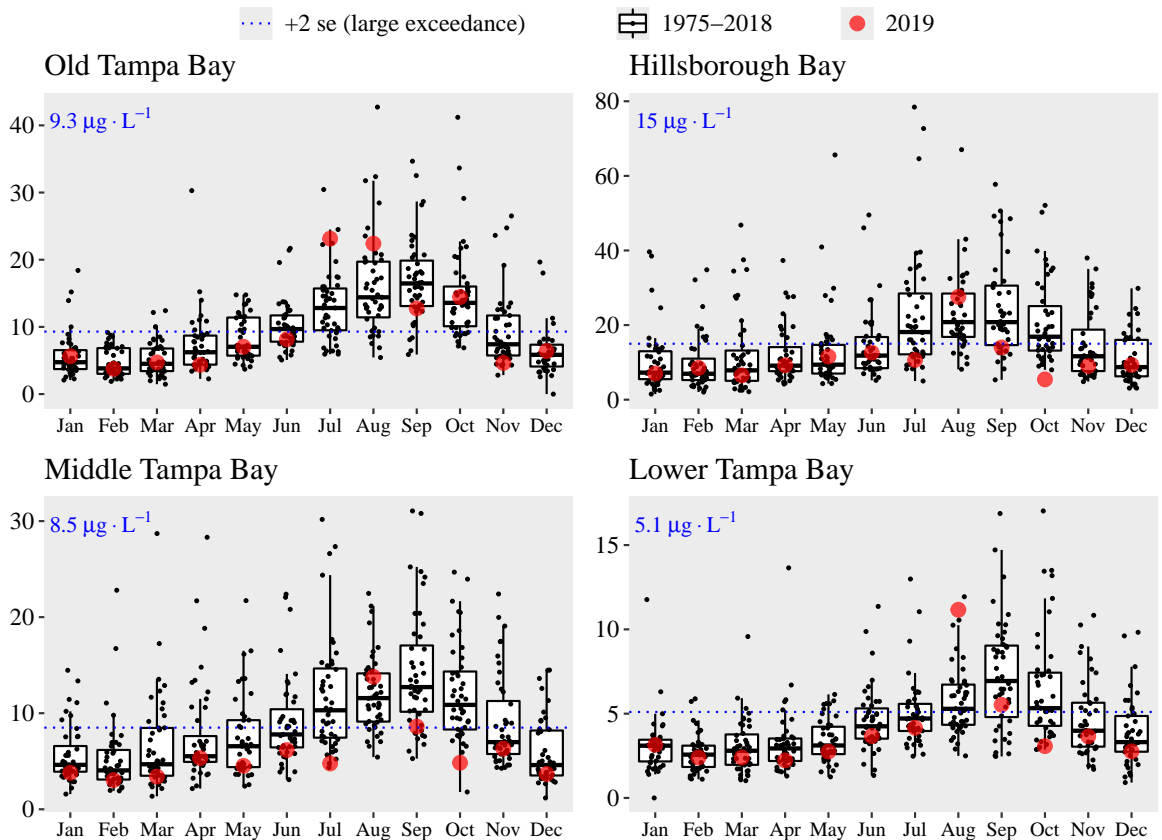 +2 se (large exceedance) 1975–2018 2019
Old Tampa Bay
9.3 μg · L⁻¹
40
30
20
10
0
Jan Feb Mar Apr May Jun Jul Aug Sep Oct Nov Dec
Hillsborough Bay
15 μg · L⁻¹
80
60
40
20
0
Jan Feb Mar Apr May Jun Jul Aug Sep Oct Nov Dec
Middle Tampa Bay
8.5 μg · L⁻¹
30
20
10
0
Jan Feb Mar Apr May Jun Jul Aug Sep Oct Nov Dec
Lower Tampa Bay
5.1 μg · L⁻¹
15
10
5
0
Jan Feb Mar Apr May Jun Jul Aug Sep Oct Nov Dec